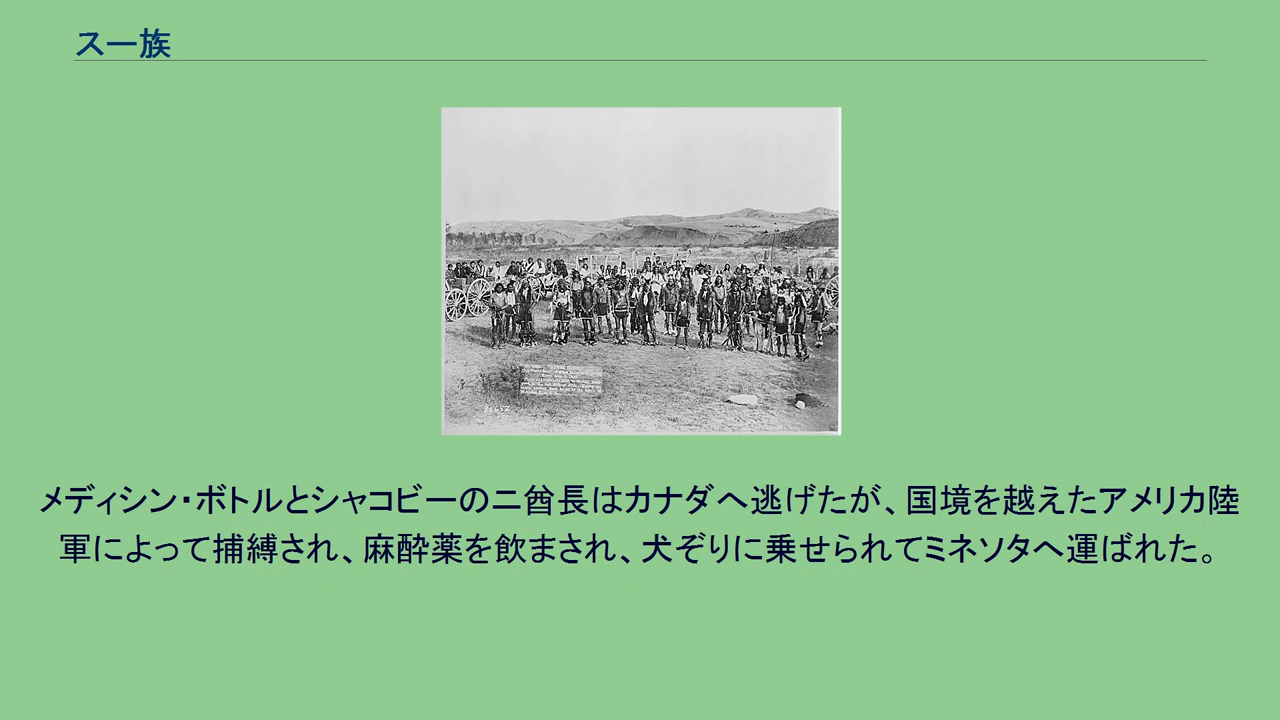 スー族
メディシン・ボトルとシャコビーのニ酋長はカナダへ逃げたが、国境を越えたアメリカ陸
軍によって捕縛され、麻酔薬を飲まされ、犬ぞりに乗せられてミネソタへ運ばれた。